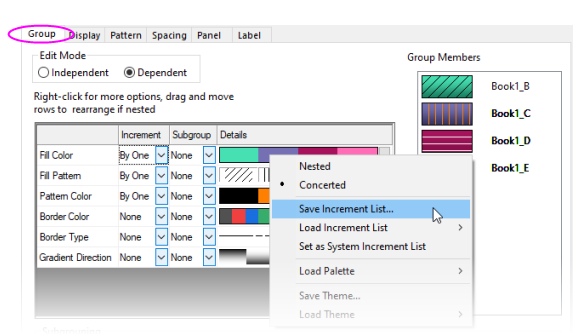 Group Display Pattern Spacing Panel Label
Edit Mode
Independent Dependent
Right-click for more options, drag and move
rows to rearrange if nested
Group Members
Book1_B
Book1_C
Book1_D
Book1_E
Increment Subgroup Details
Fill Color By One None
Fill Pattern By One None
Pattern Color By One None
Border Color None None
Border Type None None
Gradient Direction None None
Nested
Concerted
Save Increment List...
Load Increment List
Set as System Increment List
Load Palette
Save Theme...
Load Theme